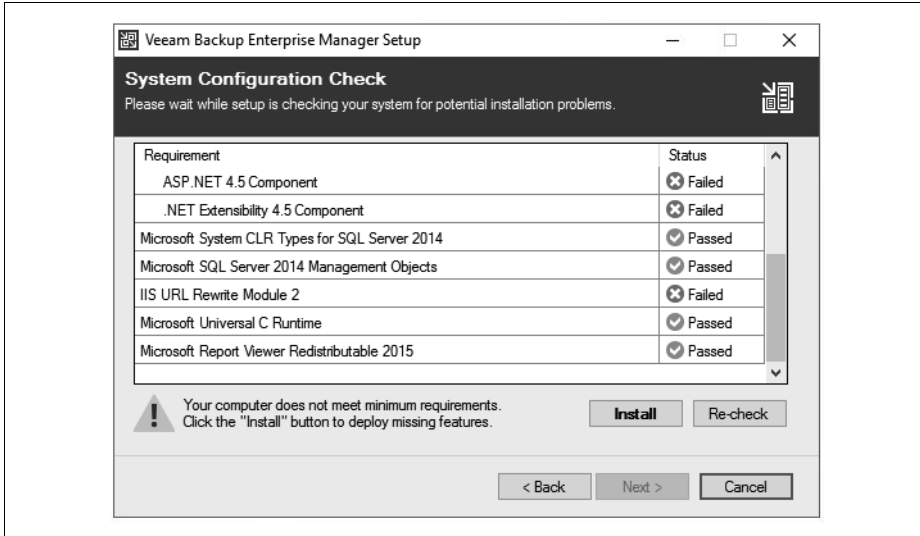 Veeam Backup Enterprise Manager Setup
System Configuration Check
Please wait while setup is checking your system for potential installation problems.
Requirement Status
ASP.NET 4.5 Component Failed
.NET Extensibility 4.5 Component Failed
Microsoft System CLR Types for SQL Server 2014 Passed
Microsoft SQL Server 2014 Management Objects Passed
IIS URL Rewrite Module 2 Failed
Microsoft Universal C Runtime Passed
Microsoft Report Viewer Redistributable 2015 Passed
Your computer does not meet minimum requirements.
Click the "Install" button to deploy missing features.
Install Re-check
< Back Next > Cancel